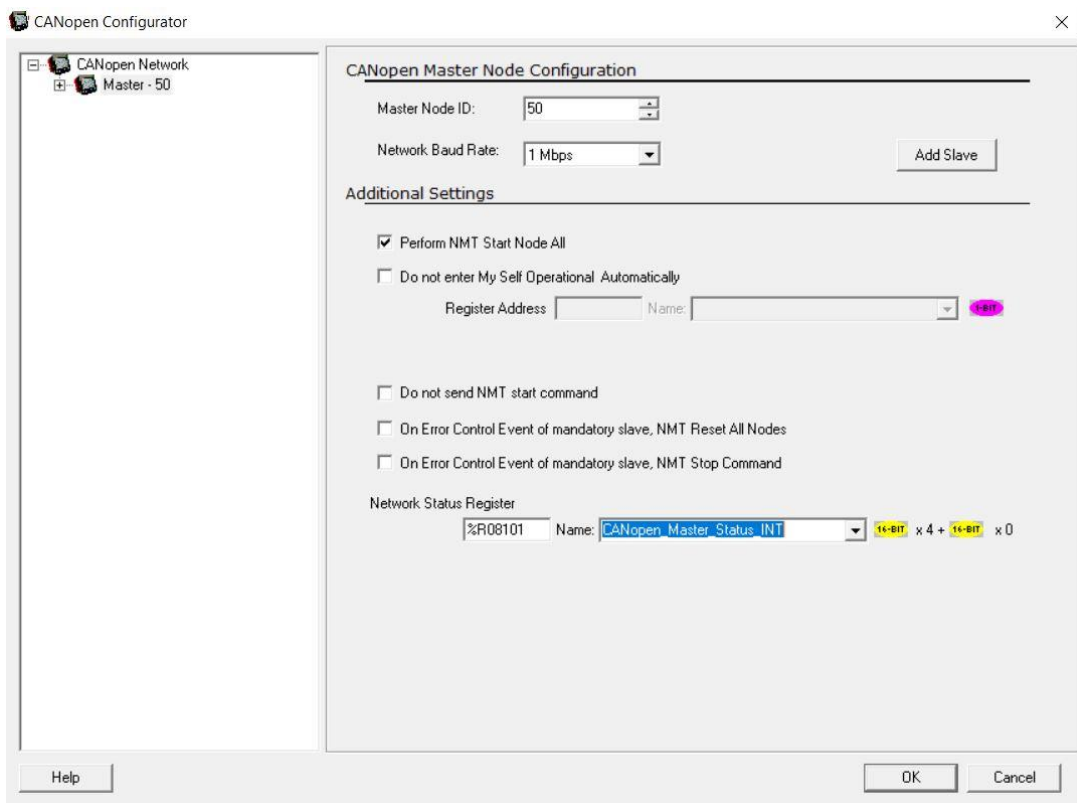 CANopen Configurator
CANopen Network
Master - 50
CANopen Master Node Configuration
Master Node ID: 50
Network Baud Rate: 1 Mbps
Add Slave
Additional Settings
Perform NMT Start Node All
Do not enter My Self Operational Automatically
Register Address Name: 1-BIT
Do not send NMT start command
On Error Control Event of mandatory slave, NMT Reset All Nodes
On Error Control Event of mandatory slave, NMT Stop Command
Network Status Register
%R08101 Name: CANopen_Master_Status_INT 16-BIT x 4 + 16-BIT x 0
Help OK Cancel